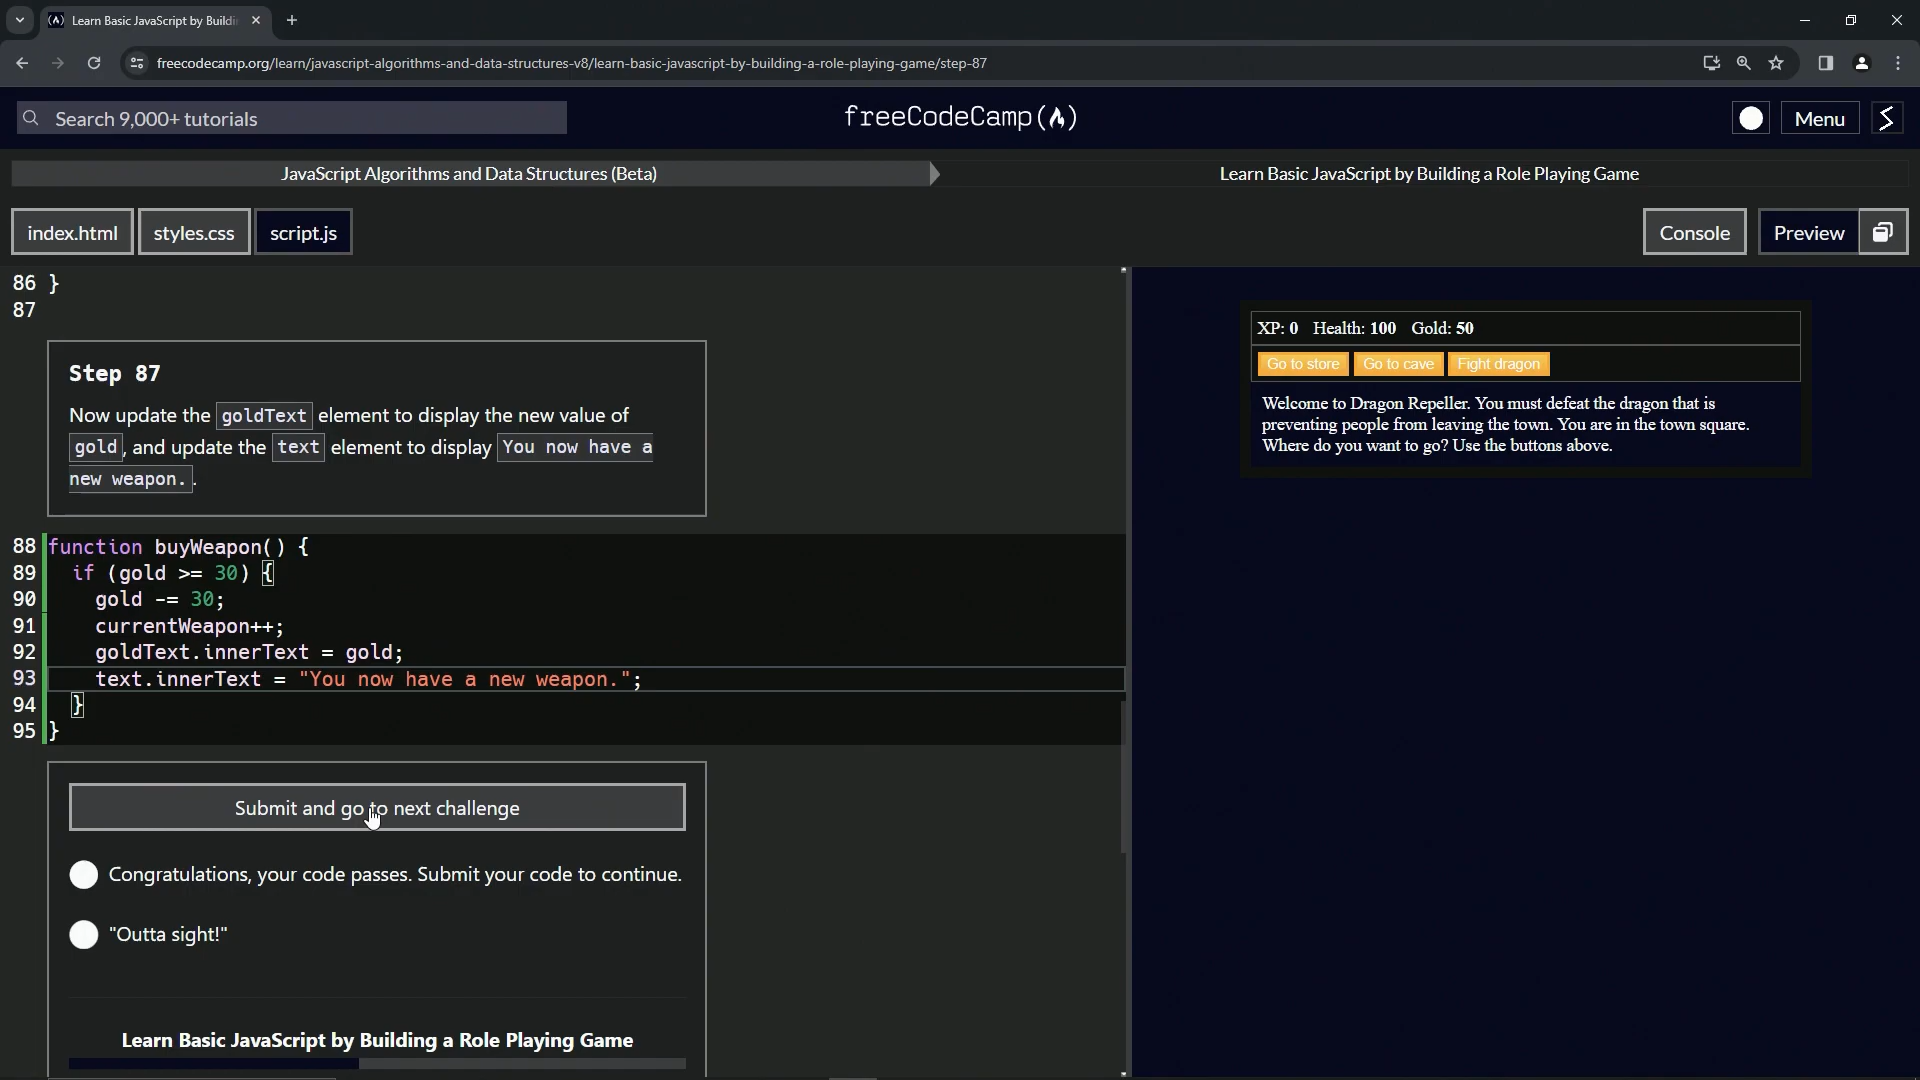 Learn Basic JavaScript by Buildi
freecodecamp.org/learn/javascript-algorithms-and-data-structures-v8/learn-basic-javascript-by-building-a-role-playing-game/step-87
Search 9,000+ tutorials
freeCodeCamp(🔥)
Menu
JavaScript Algorithms and Data Structures (Beta)
Learn Basic JavaScript by Building a Role Playing Game
index.html
styles.css
script.js
Console
Preview
86 }
87
Step 87
Now update the goldText element to display the new value of
gold, and update the text element to display You now have a
new weapon..
88 function buyWeapon() {
89 if (gold >= 30) {
90 gold -= 30;
91 currentWeapon++;
92 goldText.innerText = gold;
93 text.innerText = "You now have a new weapon.";
94 }
95 }
Submit and go to next challenge
Congratulations, your code passes. Submit your code to continue.
"Outta sight!"
Learn Basic JavaScript by Building a Role Playing Game
XP: 0 Health: 100 Gold: 50
Go to store Go to cave Fight dragon
Welcome to Dragon Repeller. You must defeat the dragon that is
preventing people from leaving the town. You are in the town square.
Where do you want to go? Use the buttons above.